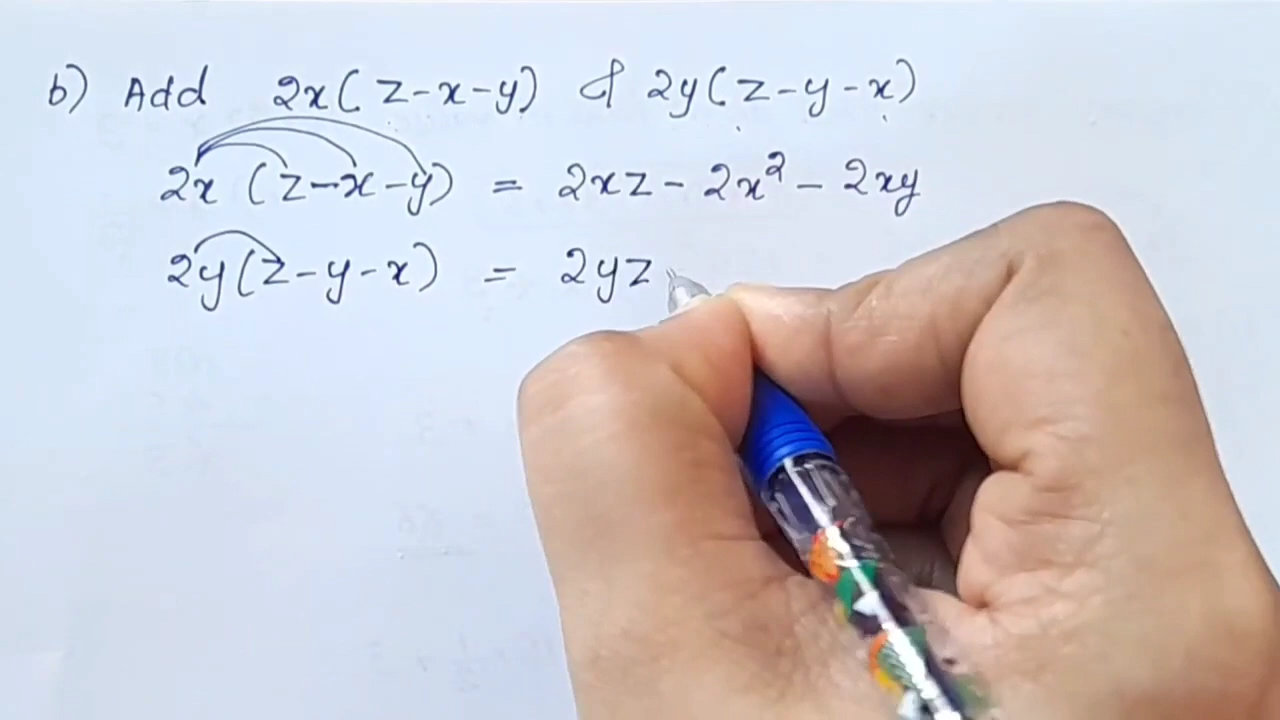 b) Add 2x(z-x-y) & 2y(z-y-x)
2x (z-x-y) = 2xz - 2x² - 2xy
2y(z-y-x) = 2yz